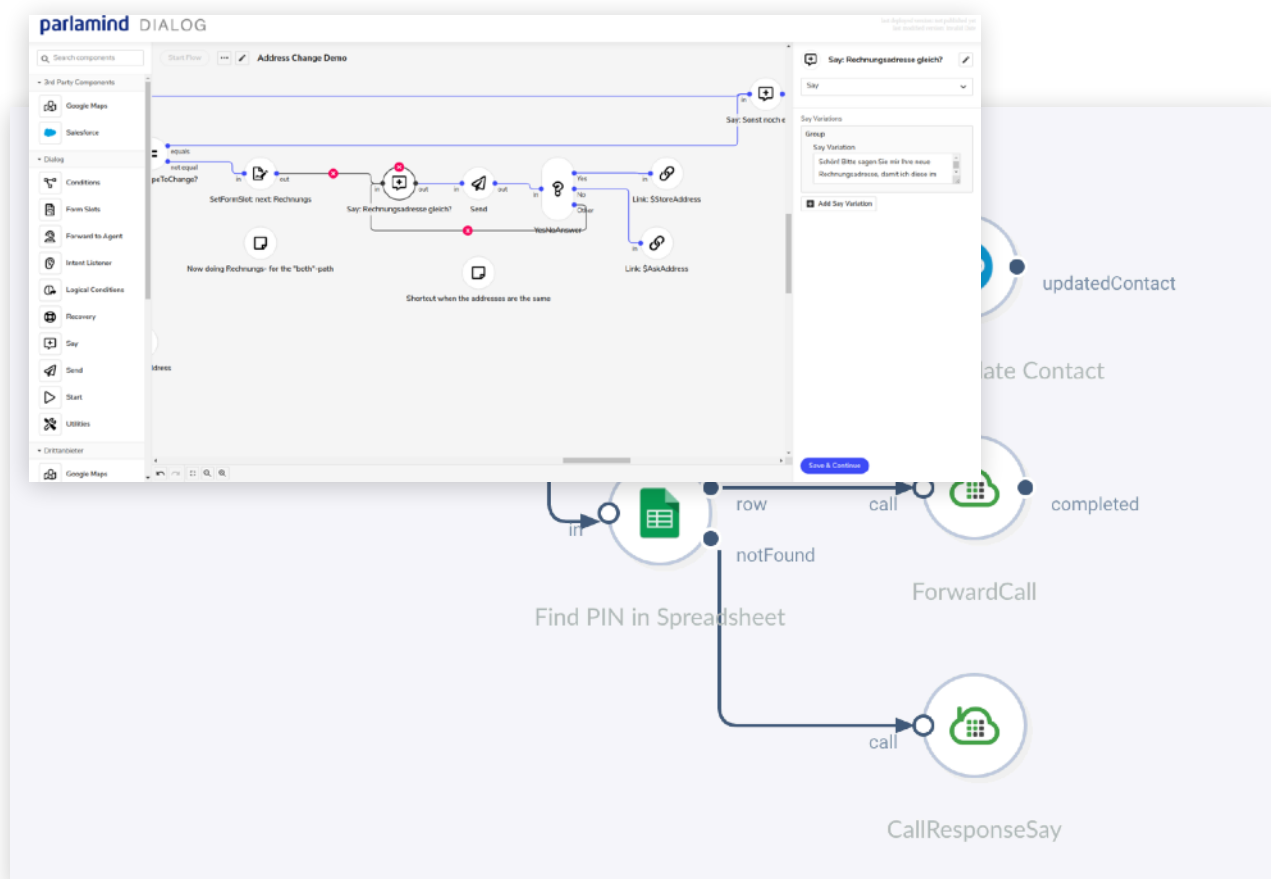 parlamind DIALOG
Search components
Start Flow
Address Change Demo
3rd Party Components
Google Maps
Salesforce
Dialog
Conditions
Form Slots
Forward to Agent
Intent Listener
Logical Conditions
Recovery
Say
Send
Start
Utilities
Drittanbieter
Google Maps
equals
not equal
peToChange?
in
out
SetFormSlot: next: Rechnungs
in
out
Say: Rechnungsadresse gleich?
in
out
Send
in
Yes
No
Other
YesNoAnswer
in
Link: $StoreAddress
in
Link: $AskAddress
in
Say: Sonst noch e
Now doing Rechnungs- for the "both"-path
Shortcut when the addresses are the same
ddress
Say: Rechnungsadresse gleich?
Say
Say Variations
Group
Say Variation
Schön! Bitte sagen Sie mir Ihre neue
Rechnungsadresse, damit ich diese im
Add Say Variation
Save & Continue
updatedContact
ate Contact
in
row
notFound
Find PIN in Spreadsheet
call
completed
ForwardCall
call
CallResponseSay